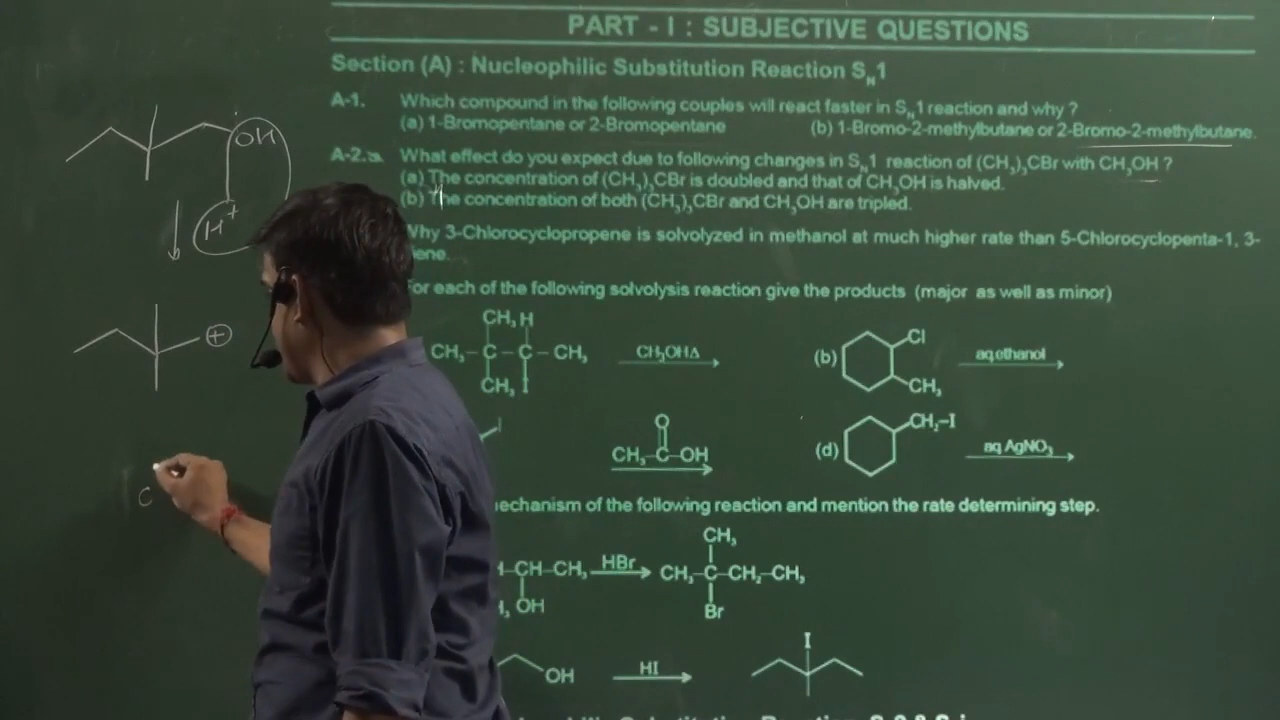 PART - I : SUBJECTIVE QUESTIONS
Section (A) : Nucleophilic Substitution Reaction SN1
A-1. Which compound in the following couples will react faster in SN1 reaction and why ?
(a) 1-Bromopentane or 2-Bromopentane (b) 1-Bromo-2-methylbutane or 2-Bromo-2-methylbutane.
A-2. What effect do you expect due to following changes in SN1 reaction of (CH3)3CBr with CH3OH ?
(a) The concentration of (CH3)3CBr is doubled and that of CH3OH is halved.
(b) The concentration of both (CH3)3CBr and CH3OH are tripled.
Why 3-Chlorocyclopropene is solvolyzed in methanol at much higher rate than 5-Chlorocyclopenta-1, 3-
iene.
For each of the following solvolysis reaction give the products (major as well as minor)
CH3 H
CH3–C–C–CH3 CH3OHΔ
CH3 I
(b) Cl
CH3 aq.ethanol
I
O
CH3–C–OH
(d) CH2–I aq AgNO3
echanism of the following reaction and mention the rate determining step.
CH3
CH–CH3 HBr CH3–C–CH2–CH3
OH Br
OH HI I
OH
H+
⊕
C